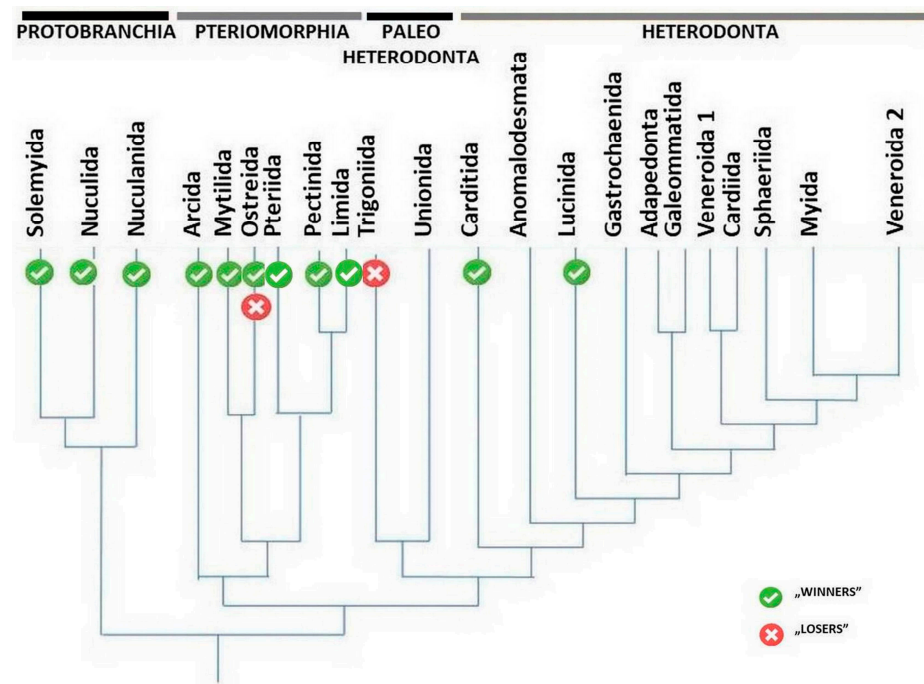 PROTOBRANCHIA
PTERIOMORPHIA
PALEO
HETERODONTA
HETERODONTA
Solemyida
Nuculida
Nuculanida
Arcida
Mytilida
Ostreida
Pteriida
Pectinida
Limida
Trigoniida
Unionida
Carditida
Anomalodesmata
Lucinida
Gastrochaenida
Adapedonta
Galeommatida
Veneroida 1
Cardiida
Sphaeriida
Myida
Veneroida 2
„WINNERS”
„LOSERS”